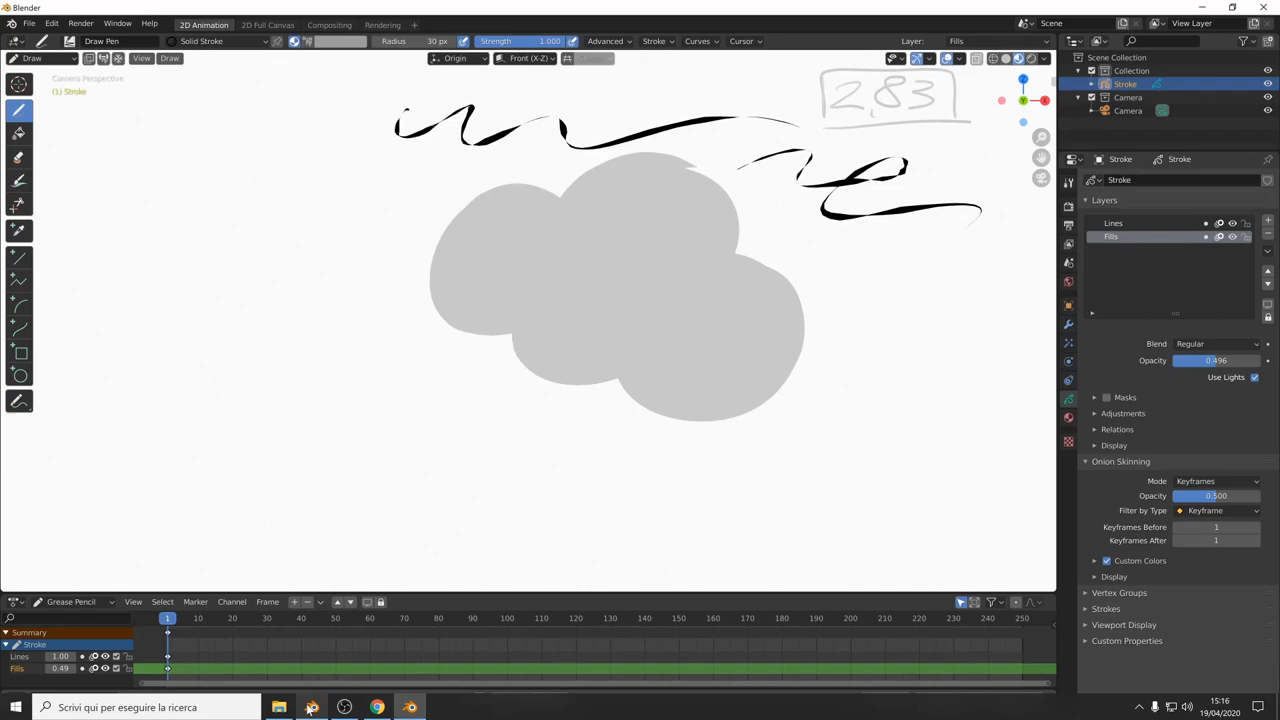 Blender
File Edit Render Window Help 2D Animation 2D Full Canvas Compositing Rendering + Scene View Layer
Draw Pen Solid Stroke Radius 30 px Strength 1.000 Advanced Stroke Curves Cursor Layer: Fills
Draw View Draw Origin Front (X-Z)
Camera Perspective
(1) Stroke
2,83
Z
X
Y
Scene Collection
Collection
Stroke
Camera
Camera
Stroke Stroke
Stroke
Layers
Lines
Fills
Blend Regular
Opacity 0.496
Use Lights
Masks
Adjustments
Relations
Display
Onion Skinning
Mode Keyframes
Opacity 0.500
Filter by Type Keyframe
Keyframes Before 1
Keyframes After 1
Custom Colors
Display
Vertex Groups
Strokes
Viewport Display
Custom Properties
Grease Pencil View Select Marker Channel Frame
1 10 20 30 40 50 60 70 80 90 100 110 120 130 140 150 160 170 180 190 200 210 220 230 240 250
Summary
Stroke
Lines 1.00
Fills 0.49
Scrivi qui per eseguire la ricerca
15:16
19/04/2020